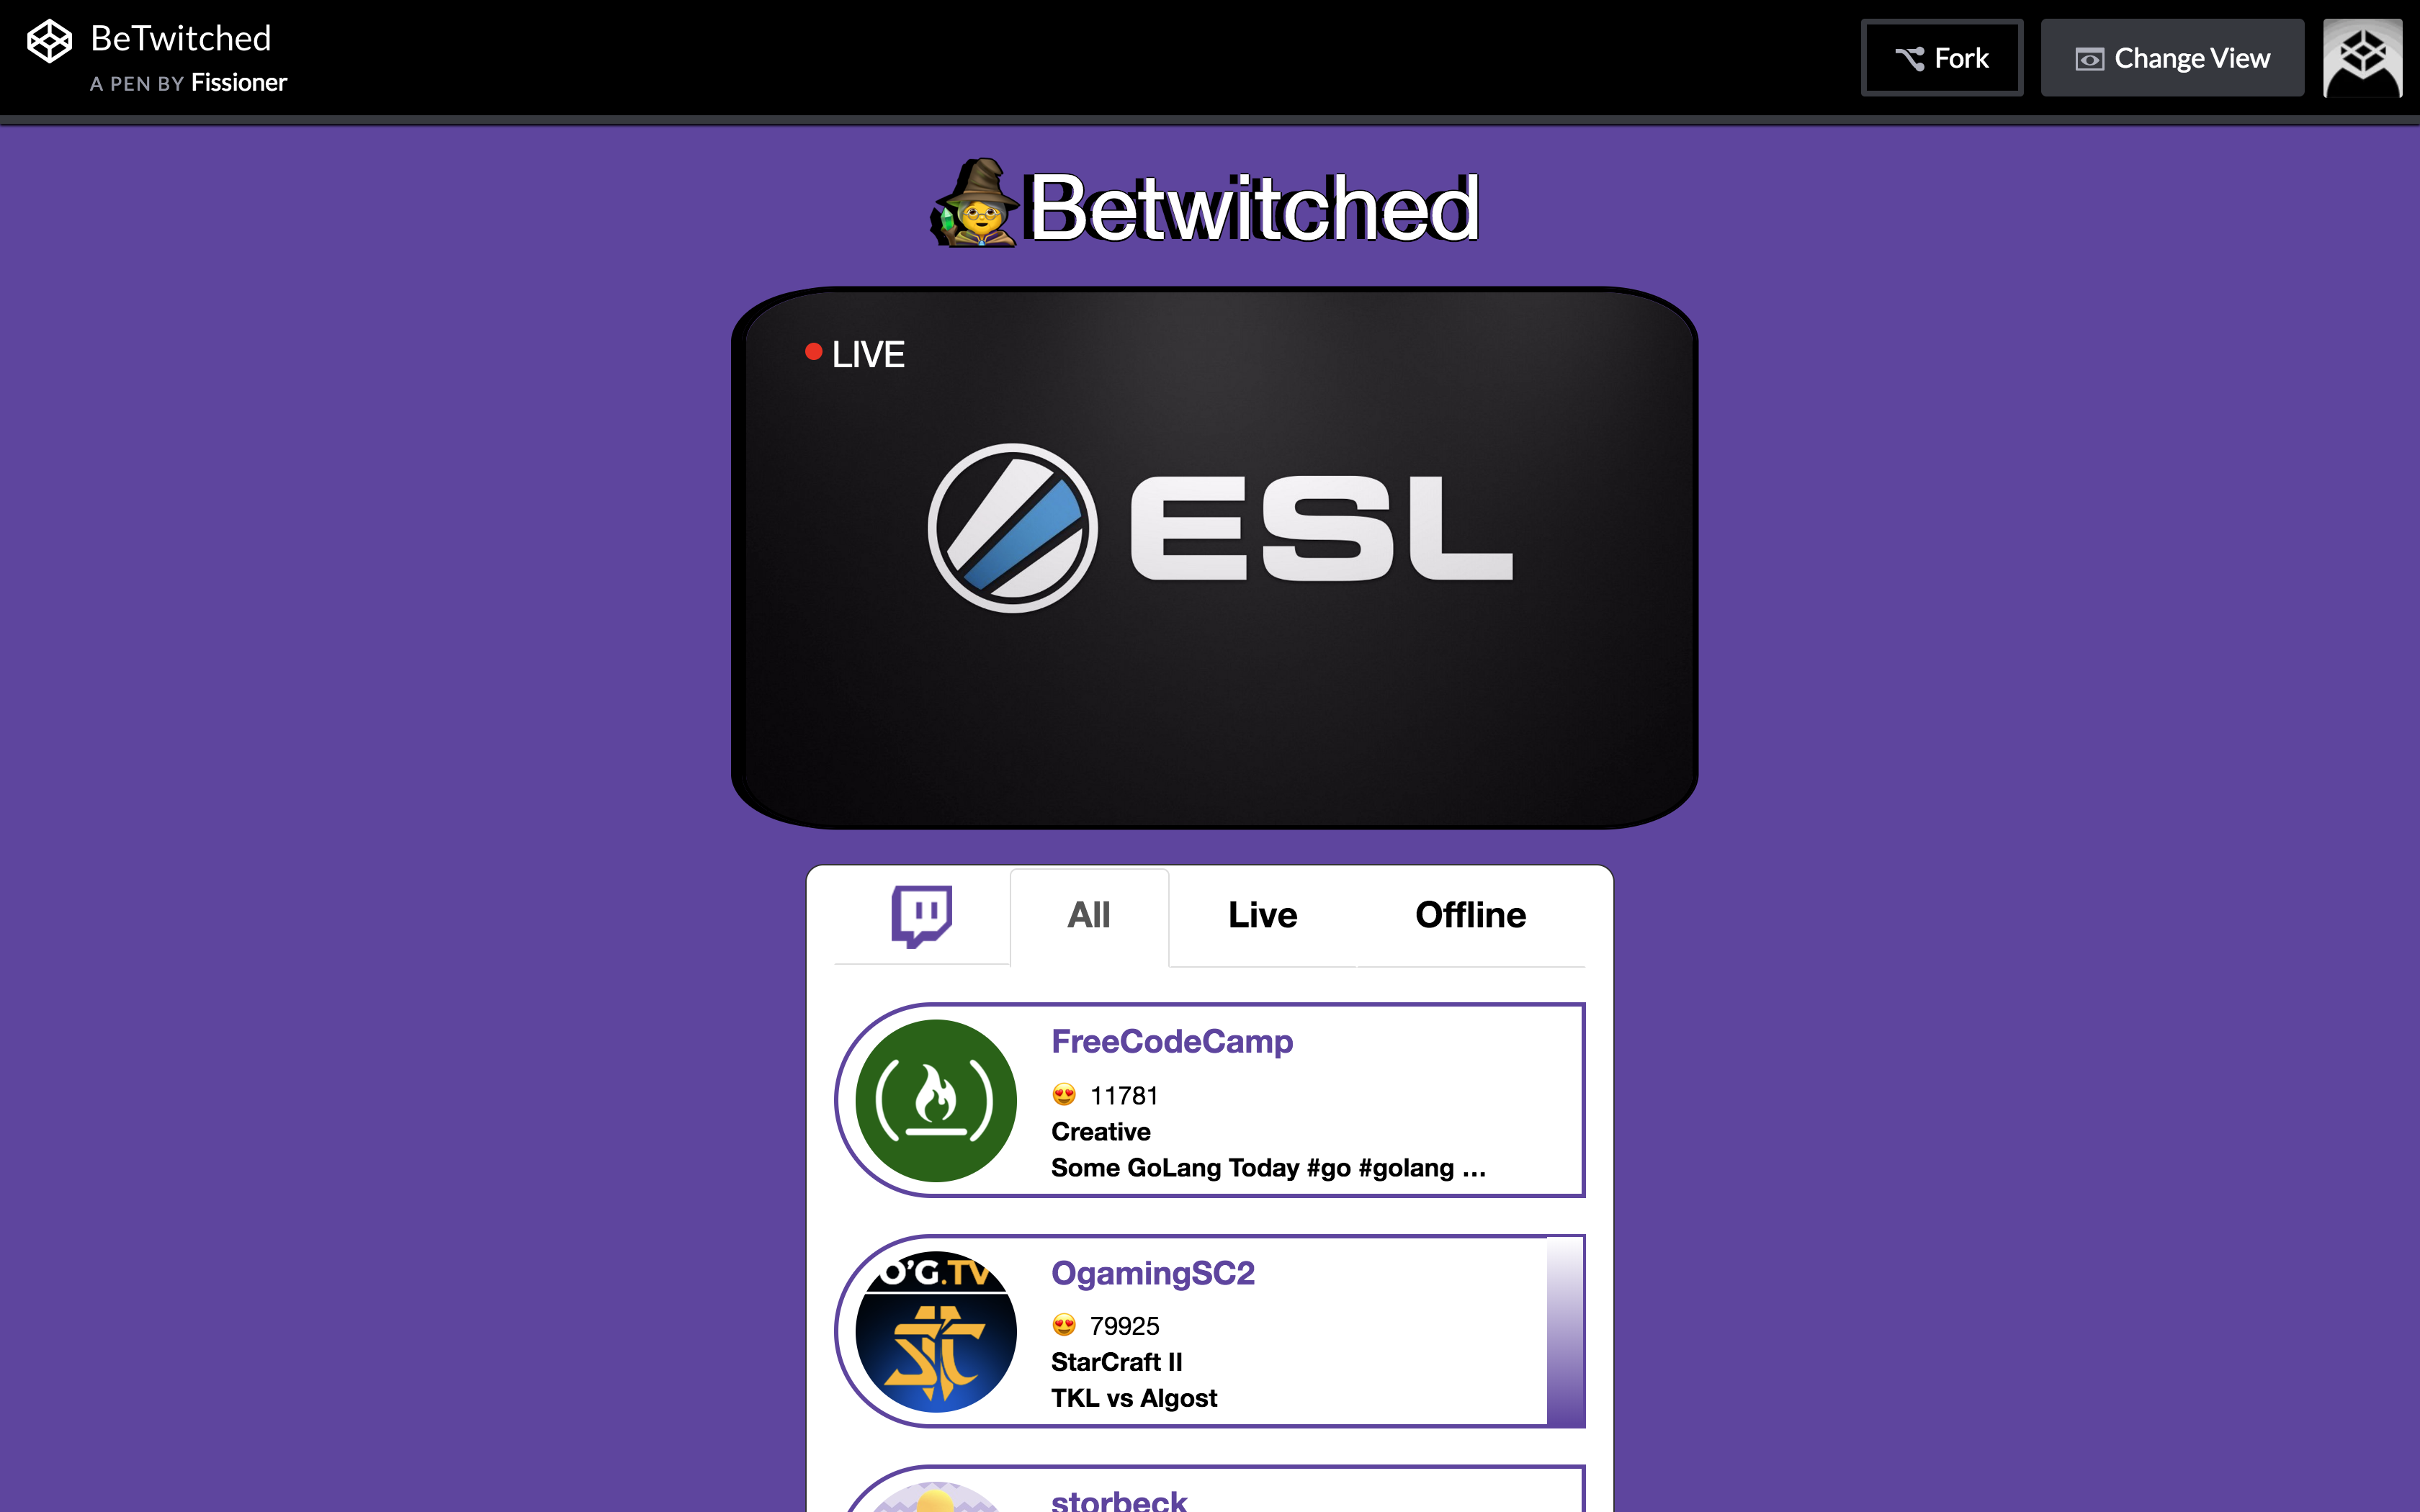 BeTwitched
A PEN BY Fissioner
Fork
Change View
Betwitched
LIVE
ESL
All
Live
Offline
FreeCodeCamp
11781
Creative
Some GoLang Today #go #golang ...
O'G.TV
OgamingSC2
79925
StarCraft II
TKL vs Algost
storbeck